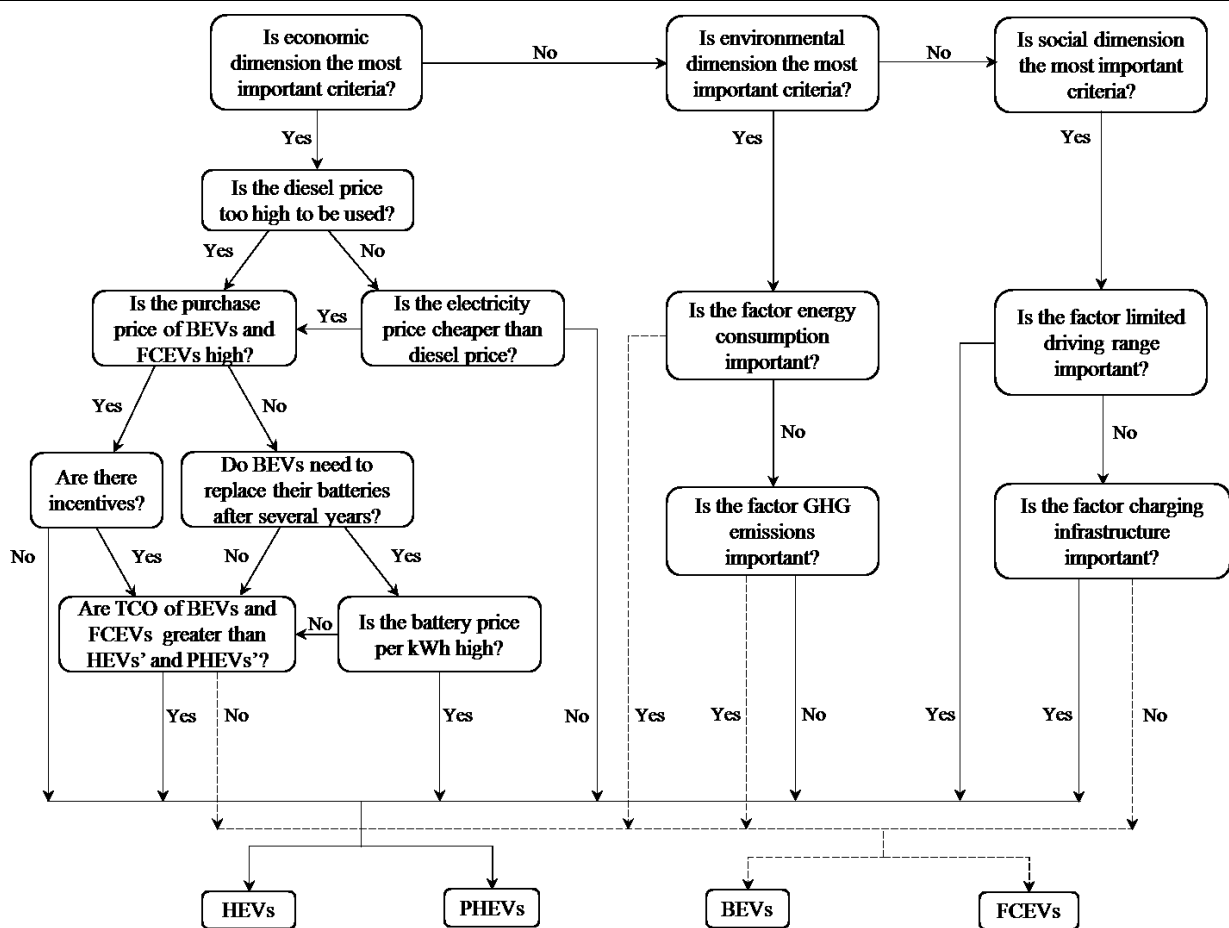 Is economic
dimension the most
important criteria?
No
Is environmental
dimension the most
important criteria?
No
Is social dimension
the most important
criteria?
Yes
Yes
Yes
Is the diesel price
too high to be used?
Yes
No
Is the purchase
price of BEVs and
FCEVs high?
Yes
Is the electricity
price cheaper than
diesel price?
Is the factor energy
consumption
important?
Is the factor limited
driving range
important?
Yes
No
No
No
Are there
incentives?
Do BEVs need to
replace their batteries
after several years?
Is the factor GHG
emissions
important?
Is the factor charging
infrastructure
important?
No
Yes
No
Yes
Are TCO of BEVs and
FCEVs greater than
HEVs' and PHEVs'?
No
Is the battery price
per kWh high?
Yes
No
Yes
No
Yes
Yes
No
Yes
Yes
No
HEVs
PHEVs
BEVs
FCEVs